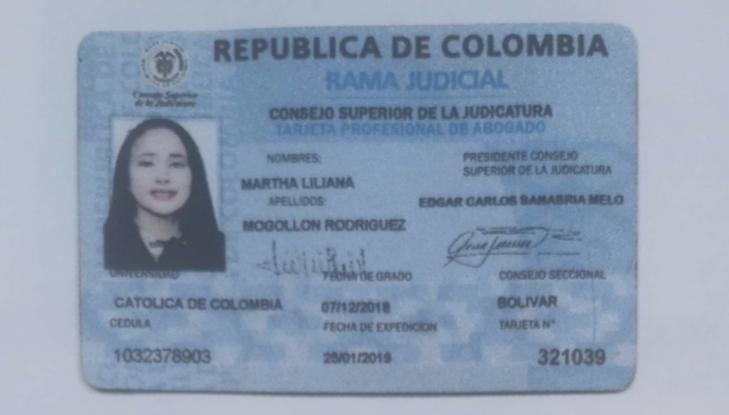 REPUBLICA DE COLOMBIA
RAMA JUDICIAL
Consejo Superior
de la Judicatura
CONSEJO SUPERIOR DE LA JUDICATURA
TARJETA PROFESIONAL DE ABOGADO
NOMBRES:
MARTHA LILIANA
APELLIDOS:
MOGOLLON RODRIGUEZ
PRESIDENTE CONSEJO
SUPERIOR DE LA JUDICATURA
EDGAR CARLOS SANABRIA MELO
UNIVERSIDAD
CATOLICA DE COLOMBIA
FECHA DE GRADO
07/12/2018
CONSEJO SECCIONAL
BOLIVAR
CEDULA
1032378903
FECHA DE EXPEDICION
25/01/2019
TARJETA N°
321039